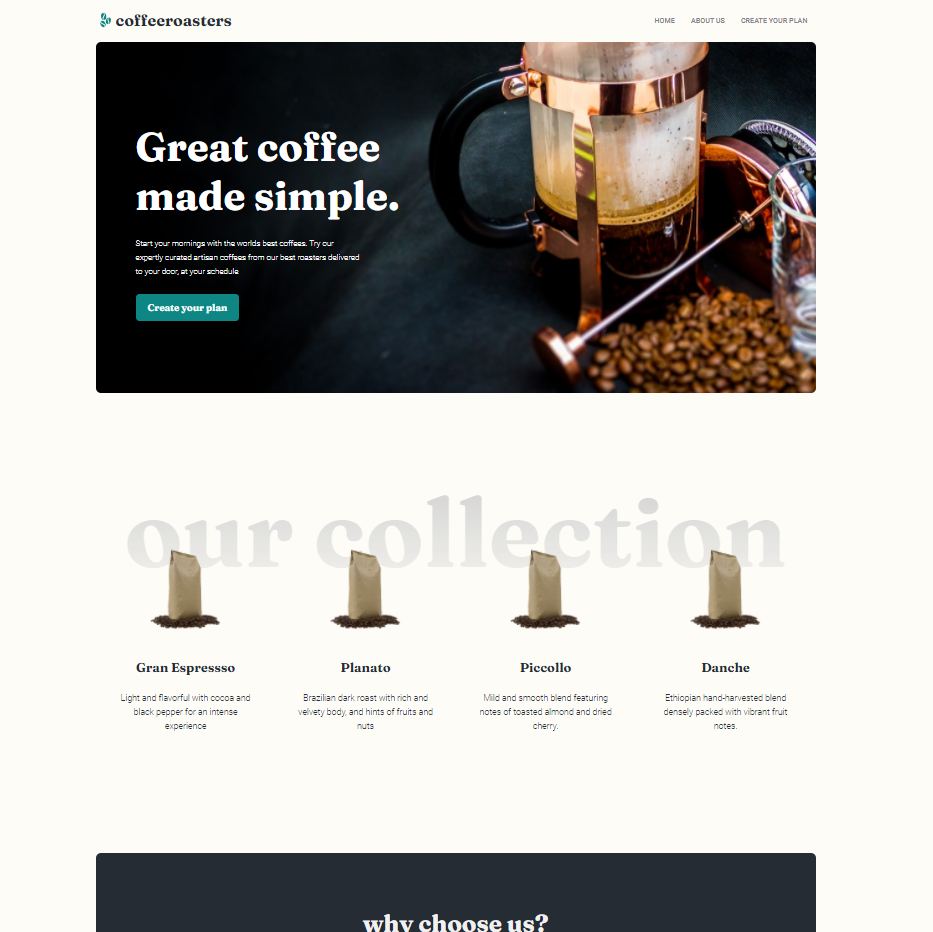 coffeeroasters
HOME ABOUT US CREATE YOUR PLAN
Great coffee
made simple.
Start your mornings with the worlds best coffees. Try our
expertly curated artisan coffees from our best roasters delivered
to your door, at your schedule
Create your plan
our collection
Gran Espressso
Light and flavorful with cocoa and
black pepper for an intense
experience
Planato
Brazilian dark roast with rich and
velvety body, and hints of fruits and
nuts
Piccollo
Mild and smooth blend featuring
notes of toasted almond and dried
cherry.
Danche
Ethiopian hand-harvested blend
densely packed with vibrant fruit
notes.
why choose us?